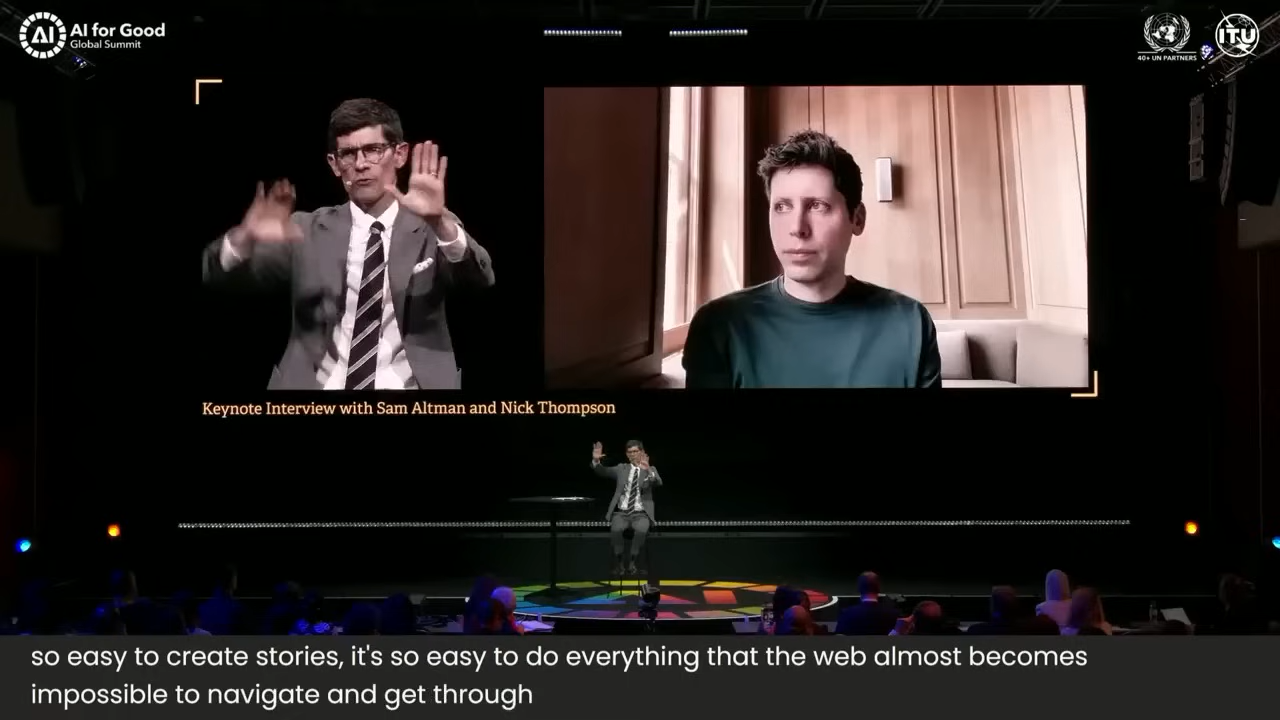 AI
AI for Good
Global Summit
40+ UN PARTNERS
ITU
Keynote Interview with Sam Altman and Nick Thompson
so easy to create stories, it's so easy to do everything that the web almost becomes
impossible to navigate and get through